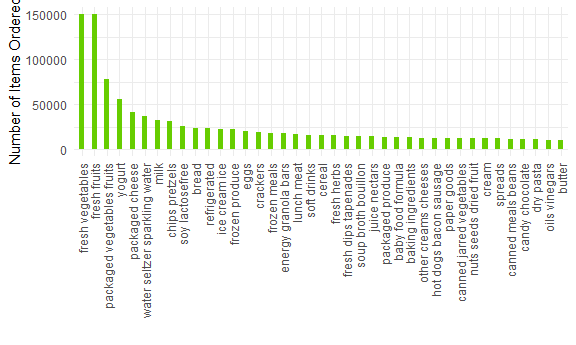 Number of Items Ordered
150000
100000
50000
0
fresh vegetables
fresh fruits
packaged vegetables fruits
yogurt
packaged cheese
water seltzer sparkling water
milk
chips pretzels
soy lactosefree
bread
refrigerated
ice cream ice
frozen produce
eggs
crackers
frozen meals
energy granola bars
lunch meat
soft drinks
cereal
fresh herbs
fresh dips tapenades
soup broth bouillon
juice nectars
packaged produce
baby food formula
baking ingredients
other creams cheeses
hot dogs bacon sausage
paper goods
canned jarred vegetables
nuts seeds dried fruit
cream
spreads
canned meals beans
candy chocolate
dry pasta
oils vinegars
butter